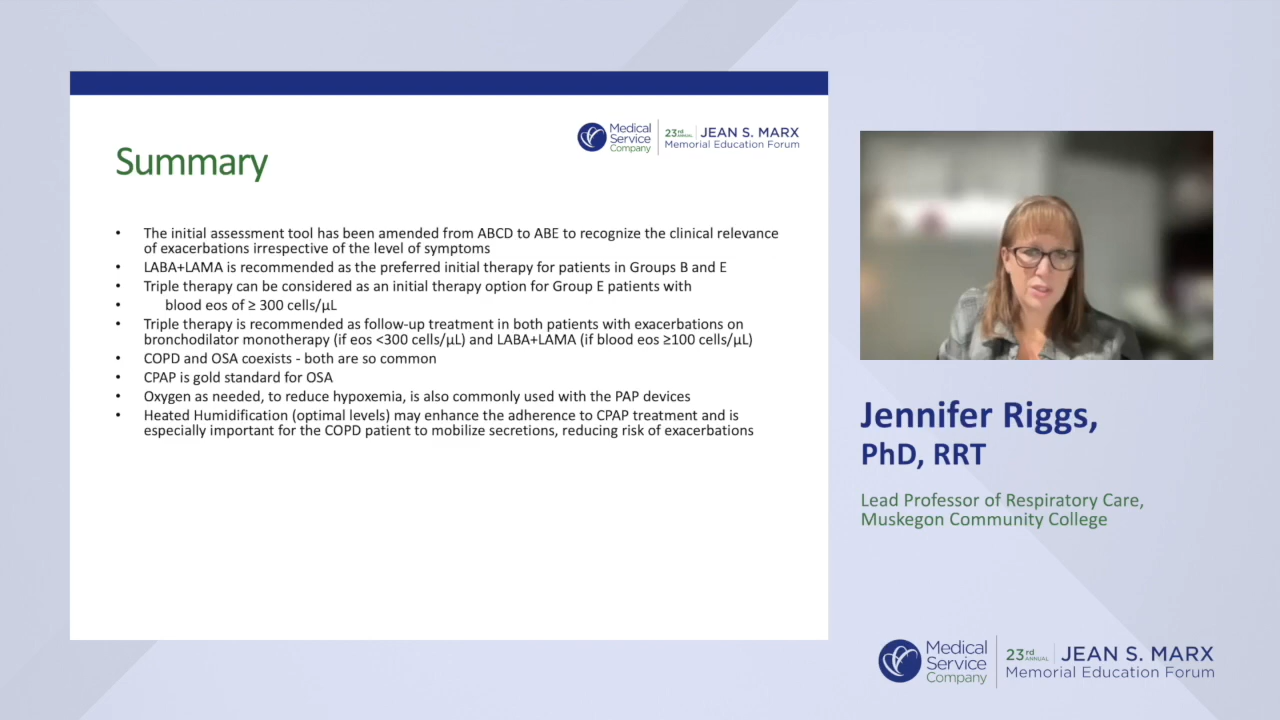 Medical
Service
Company
23rd
ANNUAL
JEAN S. MARX
Memorial Education Forum
Summary
• The initial assessment tool has been amended from ABCD to ABE to recognize the clinical relevance
of exacerbations irrespective of the level of symptoms
• LABA+LAMA is recommended as the preferred initial therapy for patients in Groups B and E
• Triple therapy can be considered as an initial therapy option for Group E patients with
• blood eos of ≥ 300 cells/μL
• Triple therapy is recommended as follow-up treatment in both patients with exacerbations on
bronchodilator monotherapy (if eos <300 cells/μL) and LABA+LAMA (if blood eos ≥100 cells/μL)
• COPD and OSA coexists - both are so common
• CPAP is gold standard for OSA
• Oxygen as needed, to reduce hypoxemia, is also commonly used with the PAP devices
• Heated Humidification (optimal levels) may enhance the adherence to CPAP treatment and is
especially important for the COPD patient to mobilize secretions, reducing risk of exacerbations
Jennifer Riggs,
PhD, RRT
Lead Professor of Respiratory Care,
Muskegon Community College
Medical
Service
Company
23rd
ANNUAL
JEAN S. MARX
Memorial Education Forum